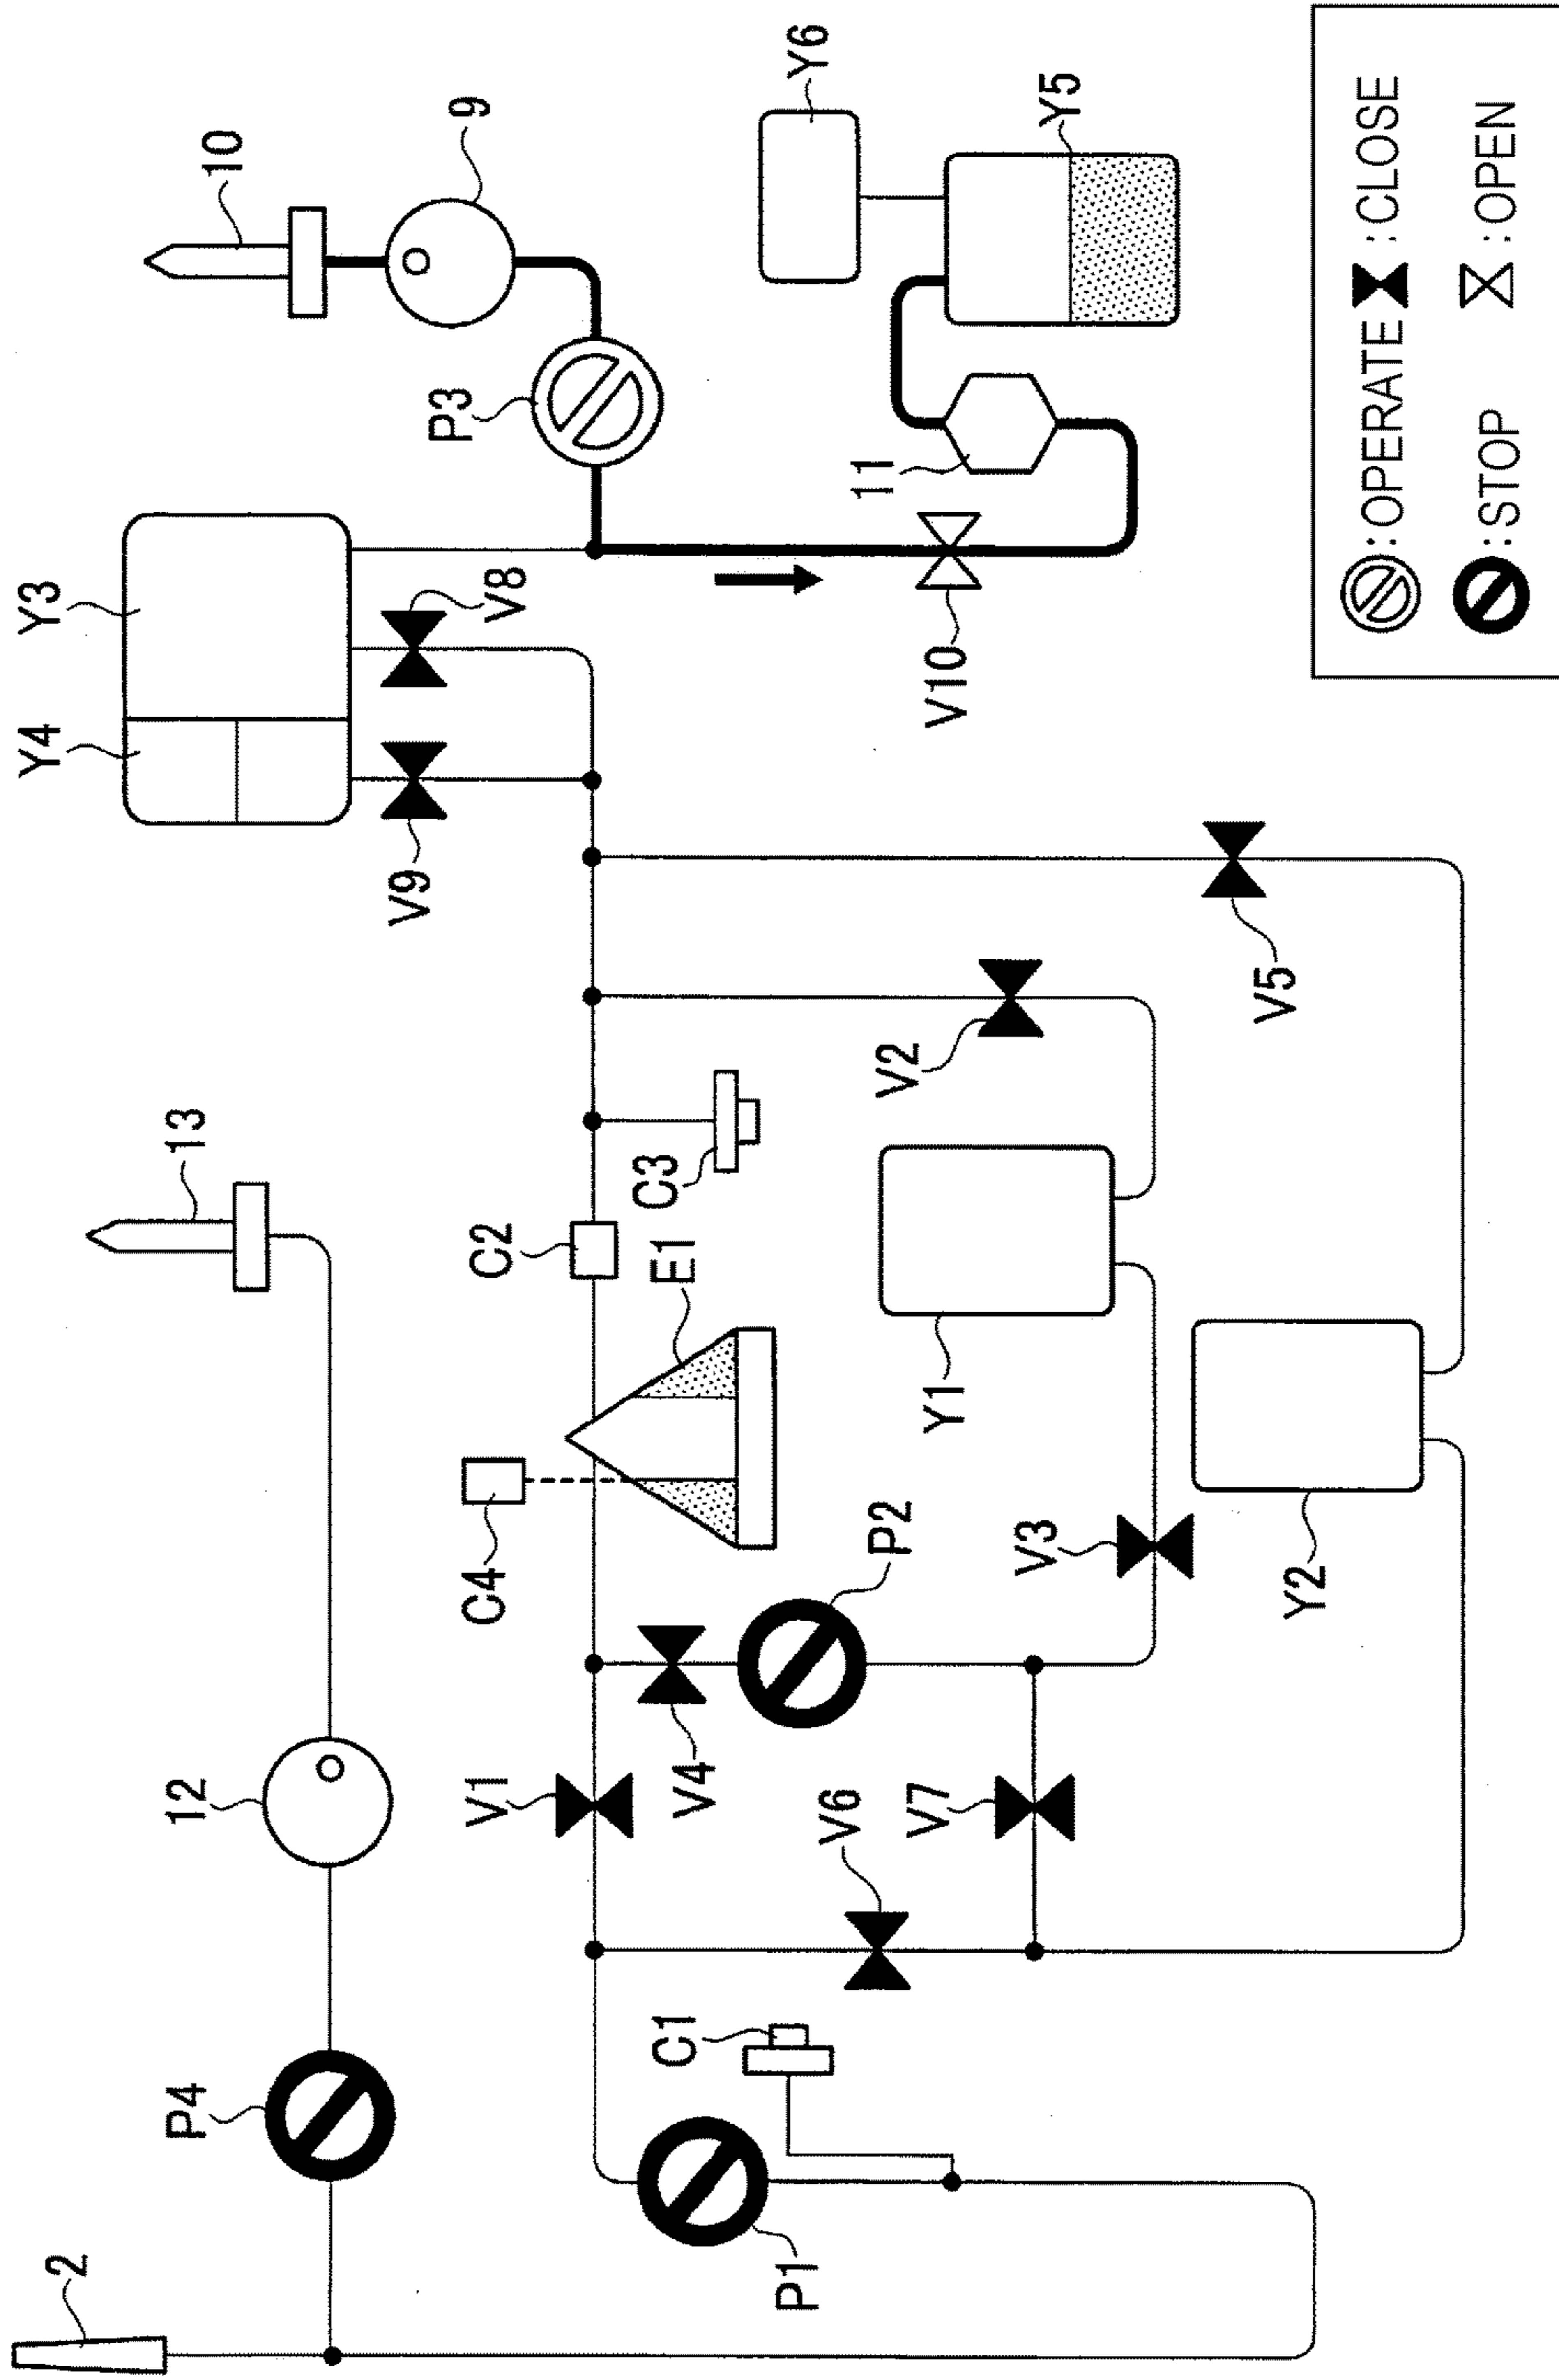 2
P4
12
13
10
9
Y4
Y3
V9
V8
P3
Y6
Y5
11
V10
C4
C2
C3
E1
V1
V4
P2
V2
V5
Y1
V3
Y2
V6
V7
C1
P1
:OPERATE
:CLOSE
:STOP
:OPEN